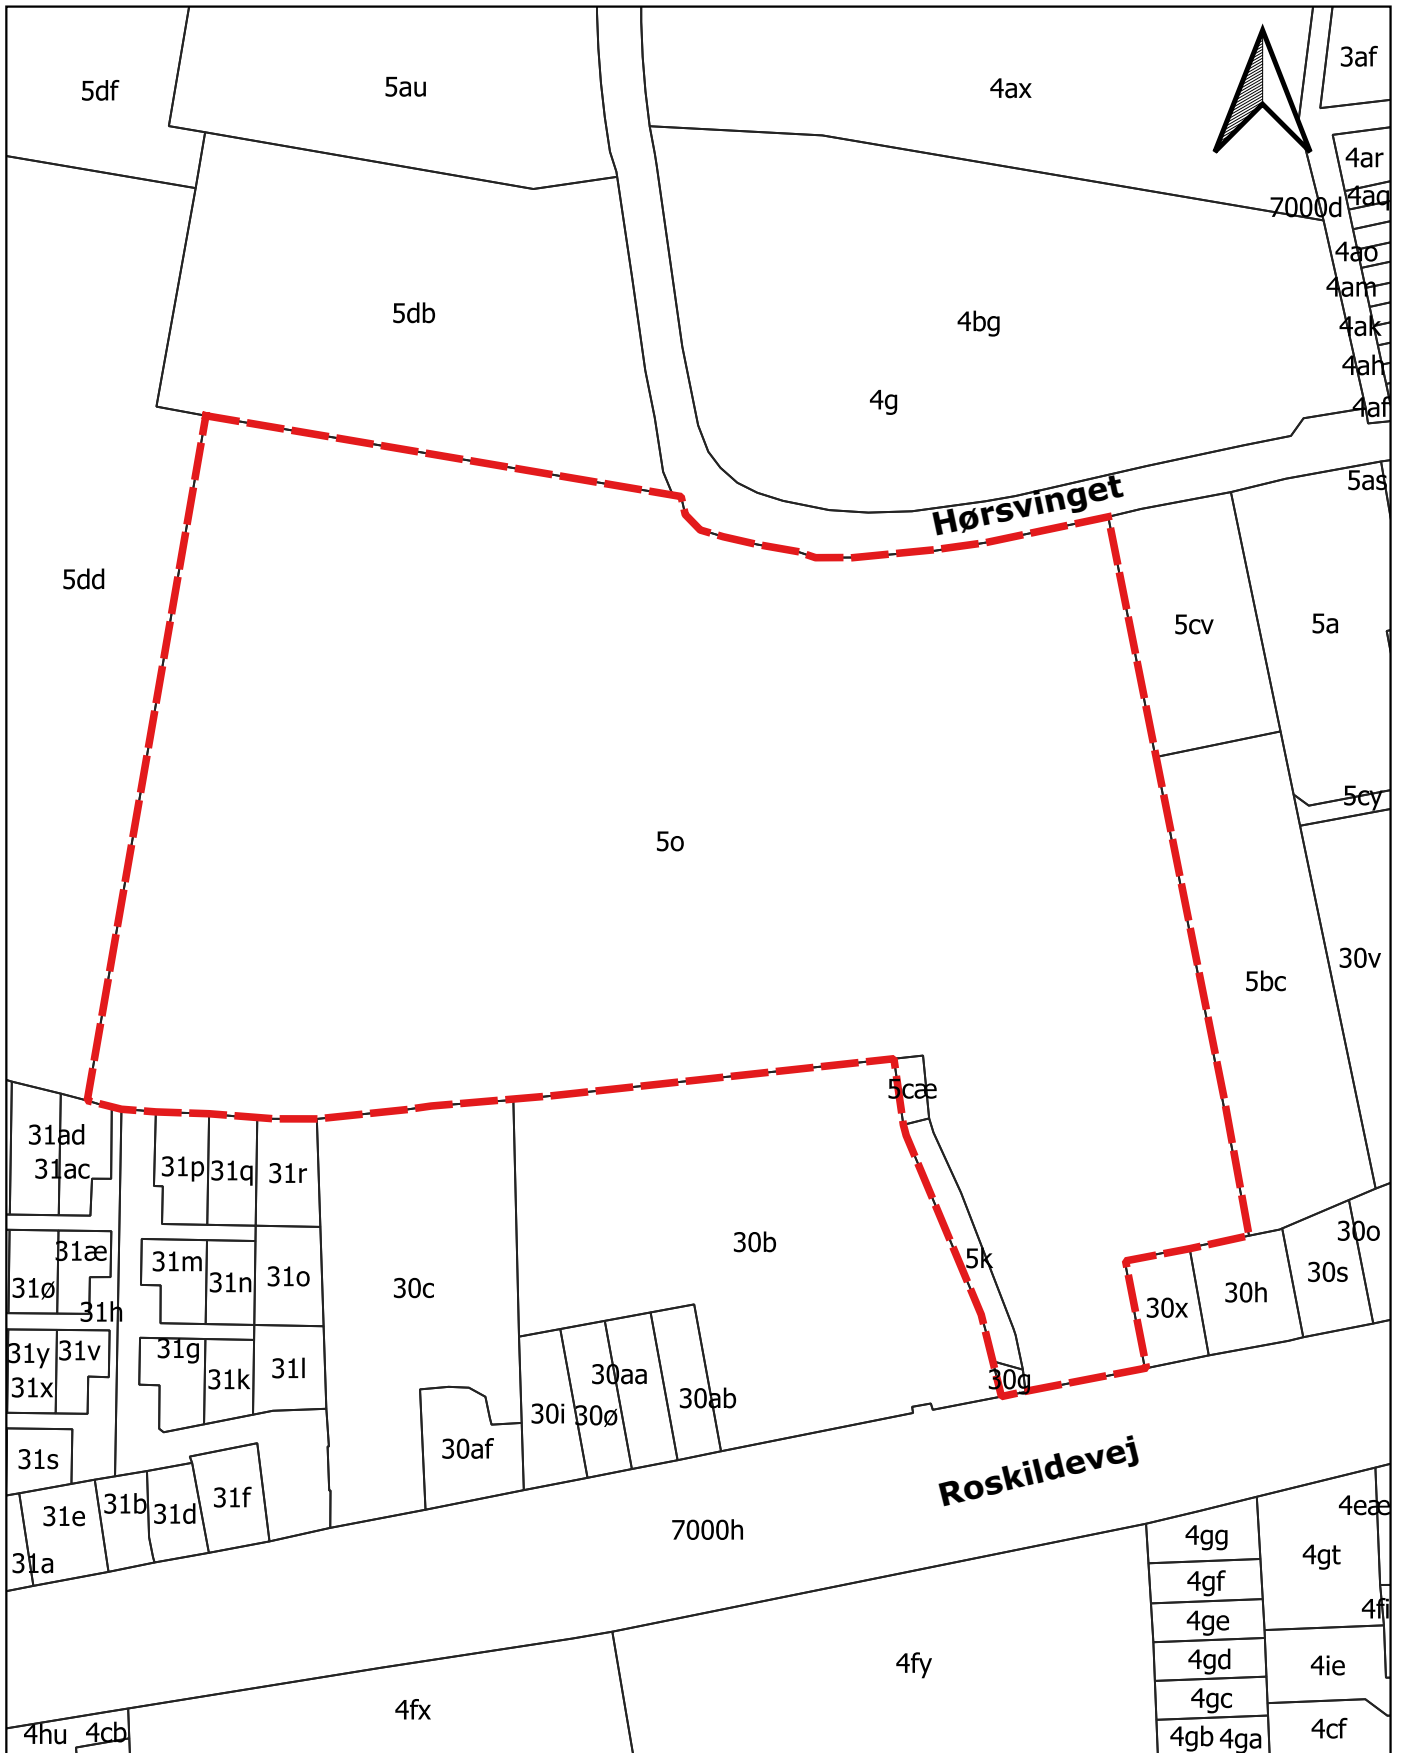 5df
5au
4ax
3af
4ar
4aq
7000d
4ao
4am
5db
4bg
4ak
4ah
4g
4af
5as
Hørsvinget
5dd
5cv
5a
5cy
5o
30v
5bc
5cæ
31ad
31ac
31p
31q
31r
31æ
31ø
31h
31m
31n
31o
30c
30b
5k
30x
30h
30s
30o
31y
31v
31x
31g
31k
31l
30aa
30ab
30i
30ø
30g
31s
30af
31e
31b
31d
31f
31a
Roskildevej
7000h
4eæ
4gg
4gt
4gf
4fi
4ge
4gd
4ie
4fy
4gc
4fx
4hu
4cb
4gb
4ga
4cf